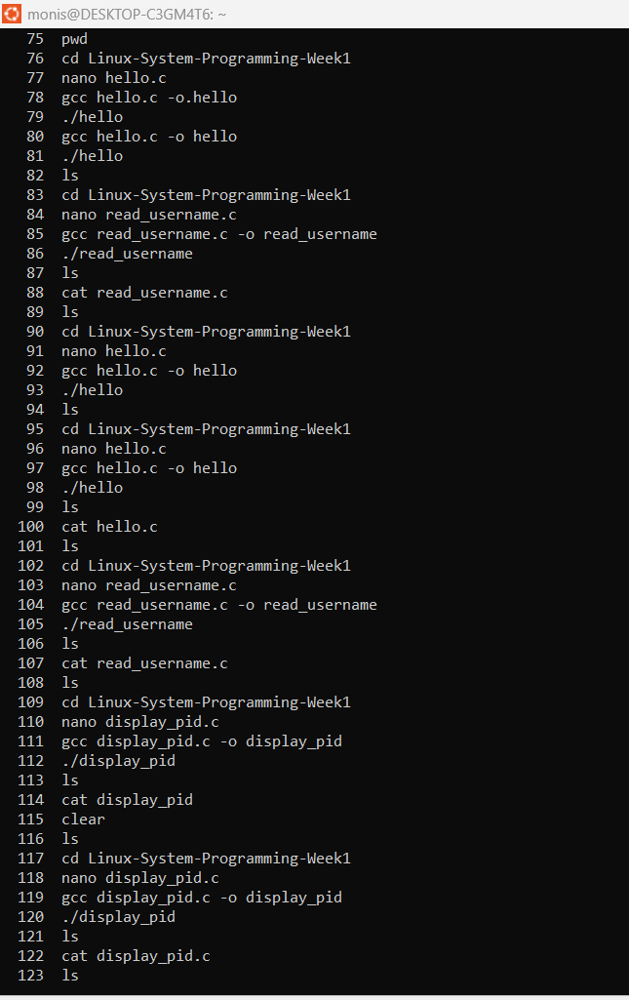 monis@DESKTOP-C3GM4T6: ~
75 pwd
76 cd Linux-System-Programming-Week1
77 nano hello.c
78 gcc hello.c -o.hello
79 ./hello
80 gcc hello.c -o hello
81 ./hello
82 ls
83 cd Linux-System-Programming-Week1
84 nano read_username.c
85 gcc read_username.c -o read_username
86 ./read_username
87 ls
88 cat read_username.c
89 ls
90 cd Linux-System-Programming-Week1
91 nano hello.c
92 gcc hello.c -o hello
93 ./hello
94 ls
95 cd Linux-System-Programming-Week1
96 nano hello.c
97 gcc hello.c -o hello
98 ./hello
99 ls
100 cat hello.c
101 ls
102 cd Linux-System-Programming-Week1
103 nano read_username.c
104 gcc read_username.c -o read_username
105 ./read_username
106 ls
107 cat read_username.c
108 ls
109 cd Linux-System-Programming-Week1
110 nano display_pid.c
111 gcc display_pid.c -o display_pid
112 ./display_pid
113 ls
114 cat display_pid
115 clear
116 ls
117 cd Linux-System-Programming-Week1
118 nano display_pid.c
119 gcc display_pid.c -o display_pid
120 ./display_pid
121 ls
122 cat display_pid.c
123 ls